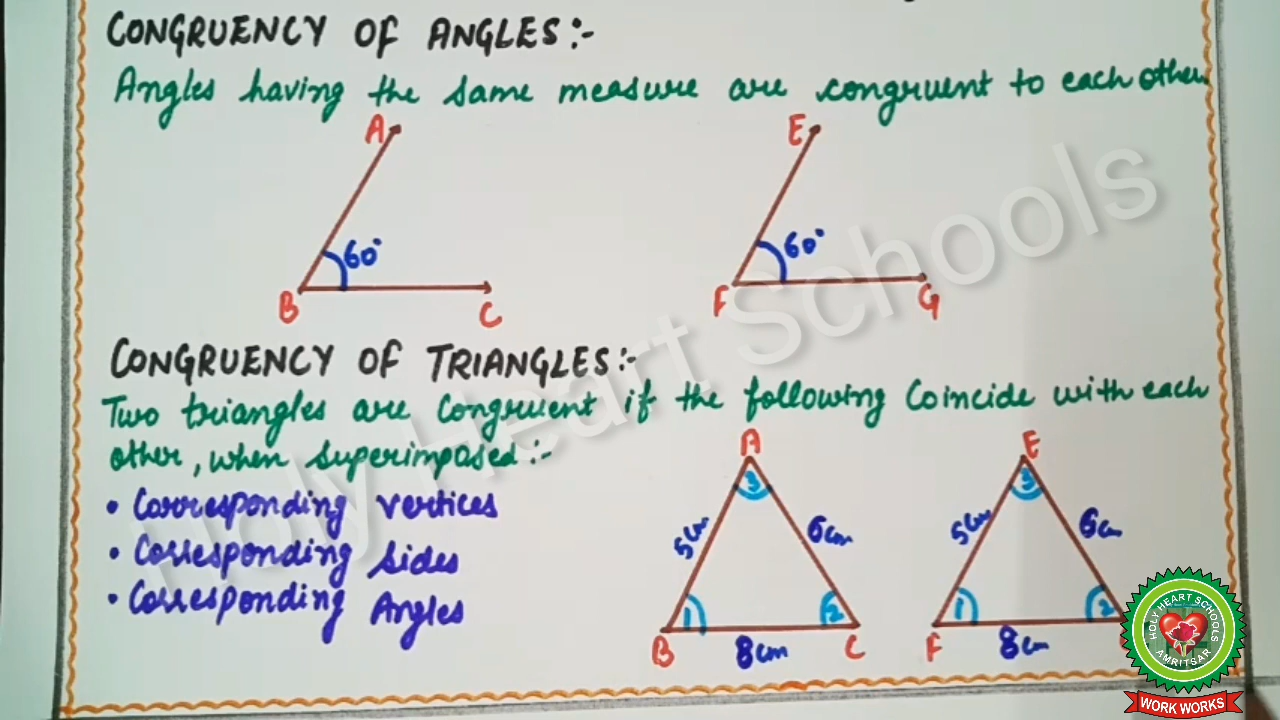 CONGRUENCY OF ANGLES:-
Angles having the same measure are congruent to each other.
A
E
60°
60°
B
C
F
G
CONGRUENCY OF TRIANGLES:-
Two triangles are congruent if the following Coincide with each
other, when superimposed:-
• Corresponding vertices
• Corresponding Sides
• Corresponding Angles
A
E
3
3
5cm
6cm
5cm
6cm
1
2
1
2
B
8cm
C
F
8cm
Holy Heart Schools
HOLY HEART SCHOOLS
AMRITSAR
WORK WORKS